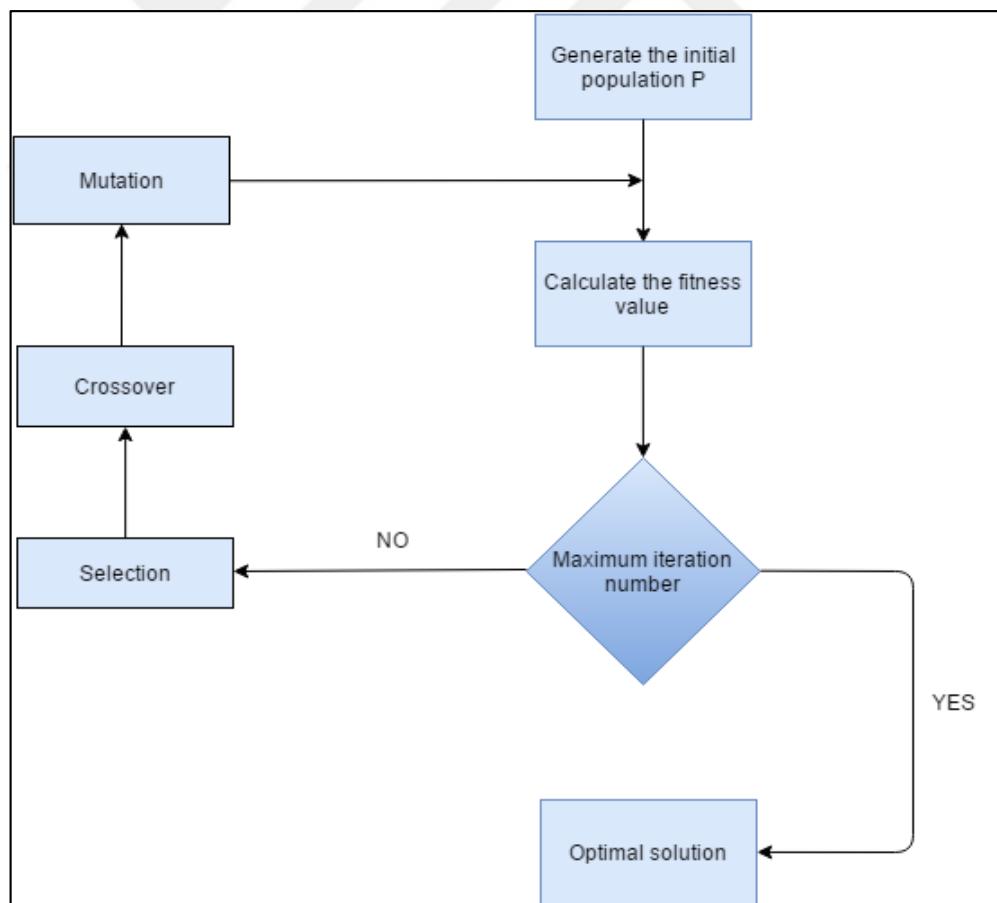 Generate the initial
population P
Mutation
Calculate the fitness
value
Crossover
Maximum iteration
number
NO
Selection
YES
Optimal solution